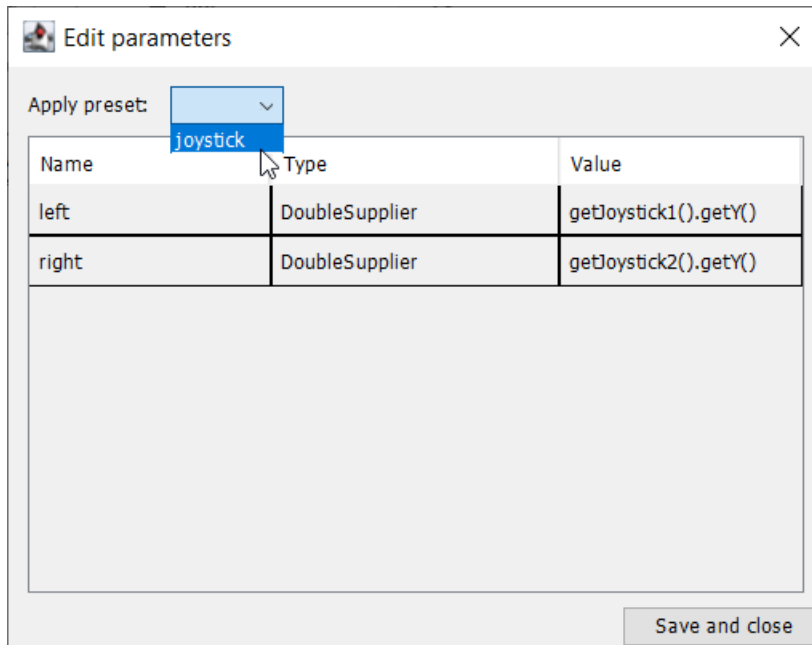 Edit parameters
Apply preset:
joystick
Name Type Value
left DoubleSupplier getJoystick1().getY()
right DoubleSupplier getJoystick2().getY()
Save and close